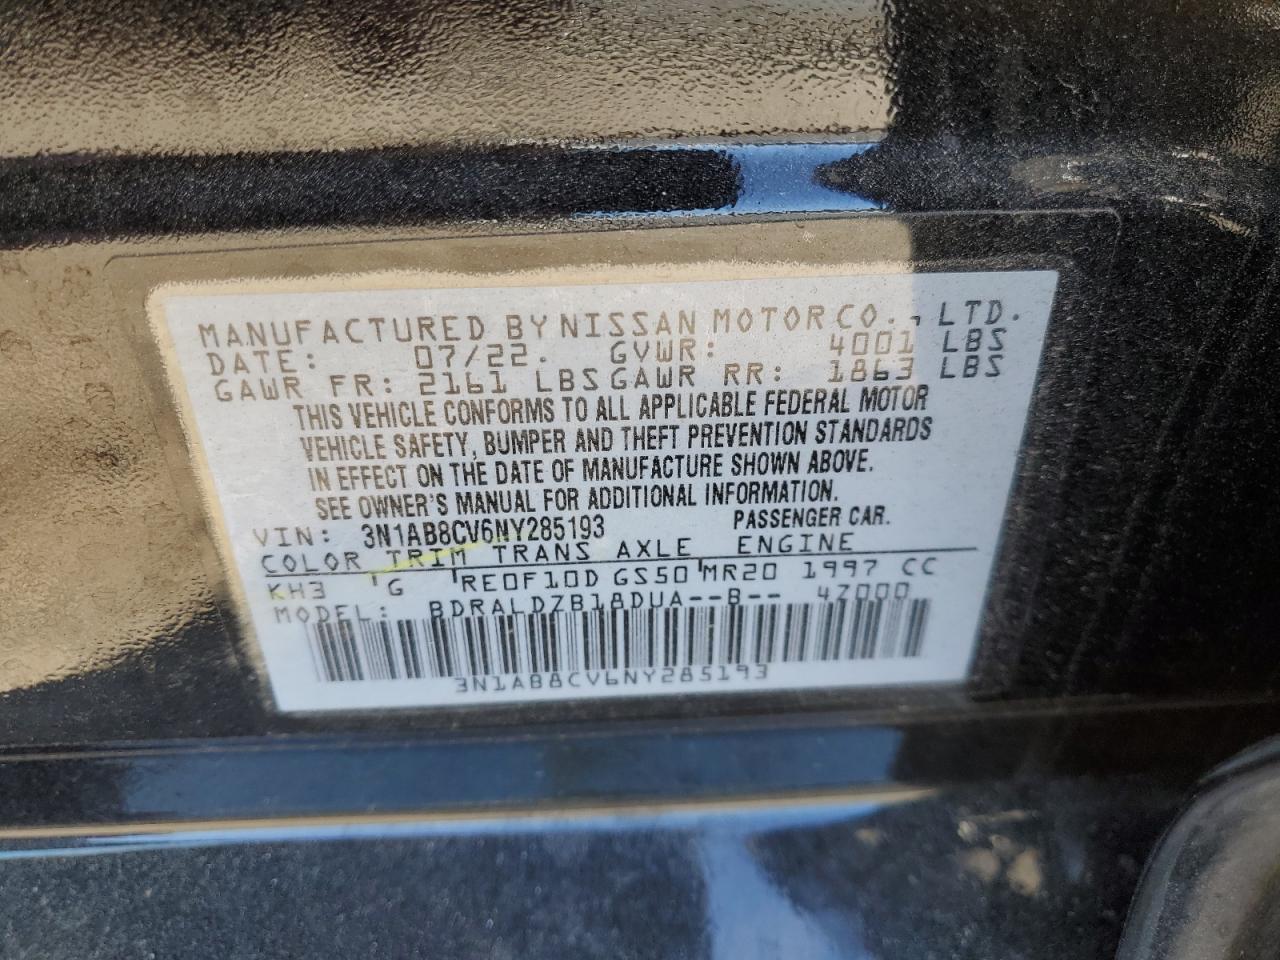 MANUFACTURED BY NISSAN MOTOR CO., LTD.
DATE: 07/22. GVWR: 4001 LBS
GAWR FR: 2161 LBS GAWR RR: 1863 LBS
THIS VEHICLE CONFORMS TO ALL APPLICABLE FEDERAL MOTOR
VEHICLE SAFETY, BUMPER AND THEFT PREVENTION STANDARDS
IN EFFECT ON THE DATE OF MANUFACTURE SHOWN ABOVE.
SEE OWNER'S MANUAL FOR ADDITIONAL INFORMATION.
VIN: 3N1AB8CV6NY285193 PASSENGER CAR.
COLOR TRIM TRANS AXLE ENGINE
KH3 'G 'RE0F10D GS50 'MR20 1997 CC
MODEL: BDRALDZB18DUA--B-- 4Z000
3N1AB8CV6NY285193